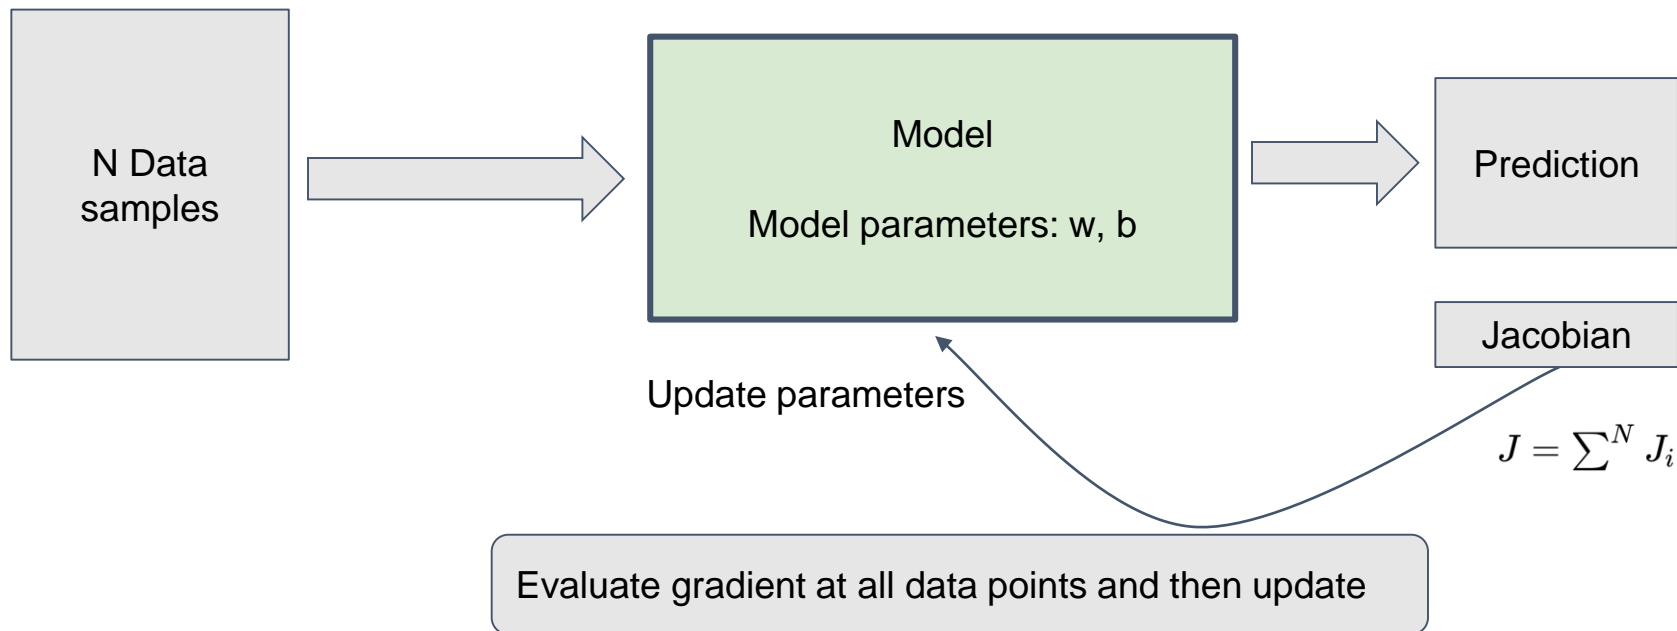 N Data
samples
Model
Model parameters: w, b
Prediction
Jacobian
Update parameters
J = ∑^N J_i
Evaluate gradient at all data points and then update